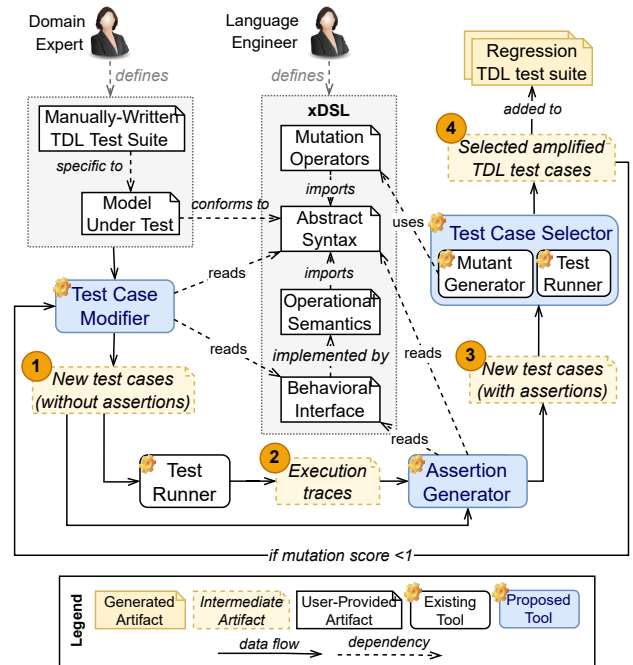 Domain
Expert
Language
Engineer
defines
defines
xDSL
Manually-Written
TDL Test Suite
specific to
Model
Under Test
conforms to
Mutation
Operators
imports
Abstract
Syntax
imports
Operational
Semantics
implemented by
Behavioral
Interface
Regression
TDL test suite
added to
4
Selected amplified
TDL test cases
uses
Test Case Selector
Mutant
Generator
Test
Runner
reads
Test Case
Modifier
reads
reads
1
New test cases
(without assertions)
3
New test cases
(with assertions)
reads
Test
Runner
2
Execution
traces
Assertion
Generator
if mutation score <1
Legend
Generated
Artifact
Intermediate
Artifact
User-Provided
Artifact
Existing
Tool
Proposed
Tool
data flow
dependency